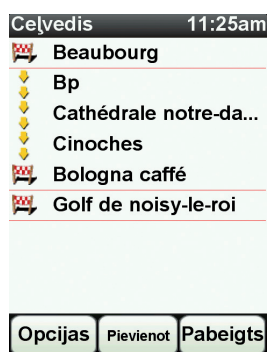 Ceļvedis 11:25am
Beaubourg
Bp
Cathédrale notre-da...
Cinoches
Bologna caffé
Golf de noisy-le-roi
Opcijas Pievienot Pabeigts